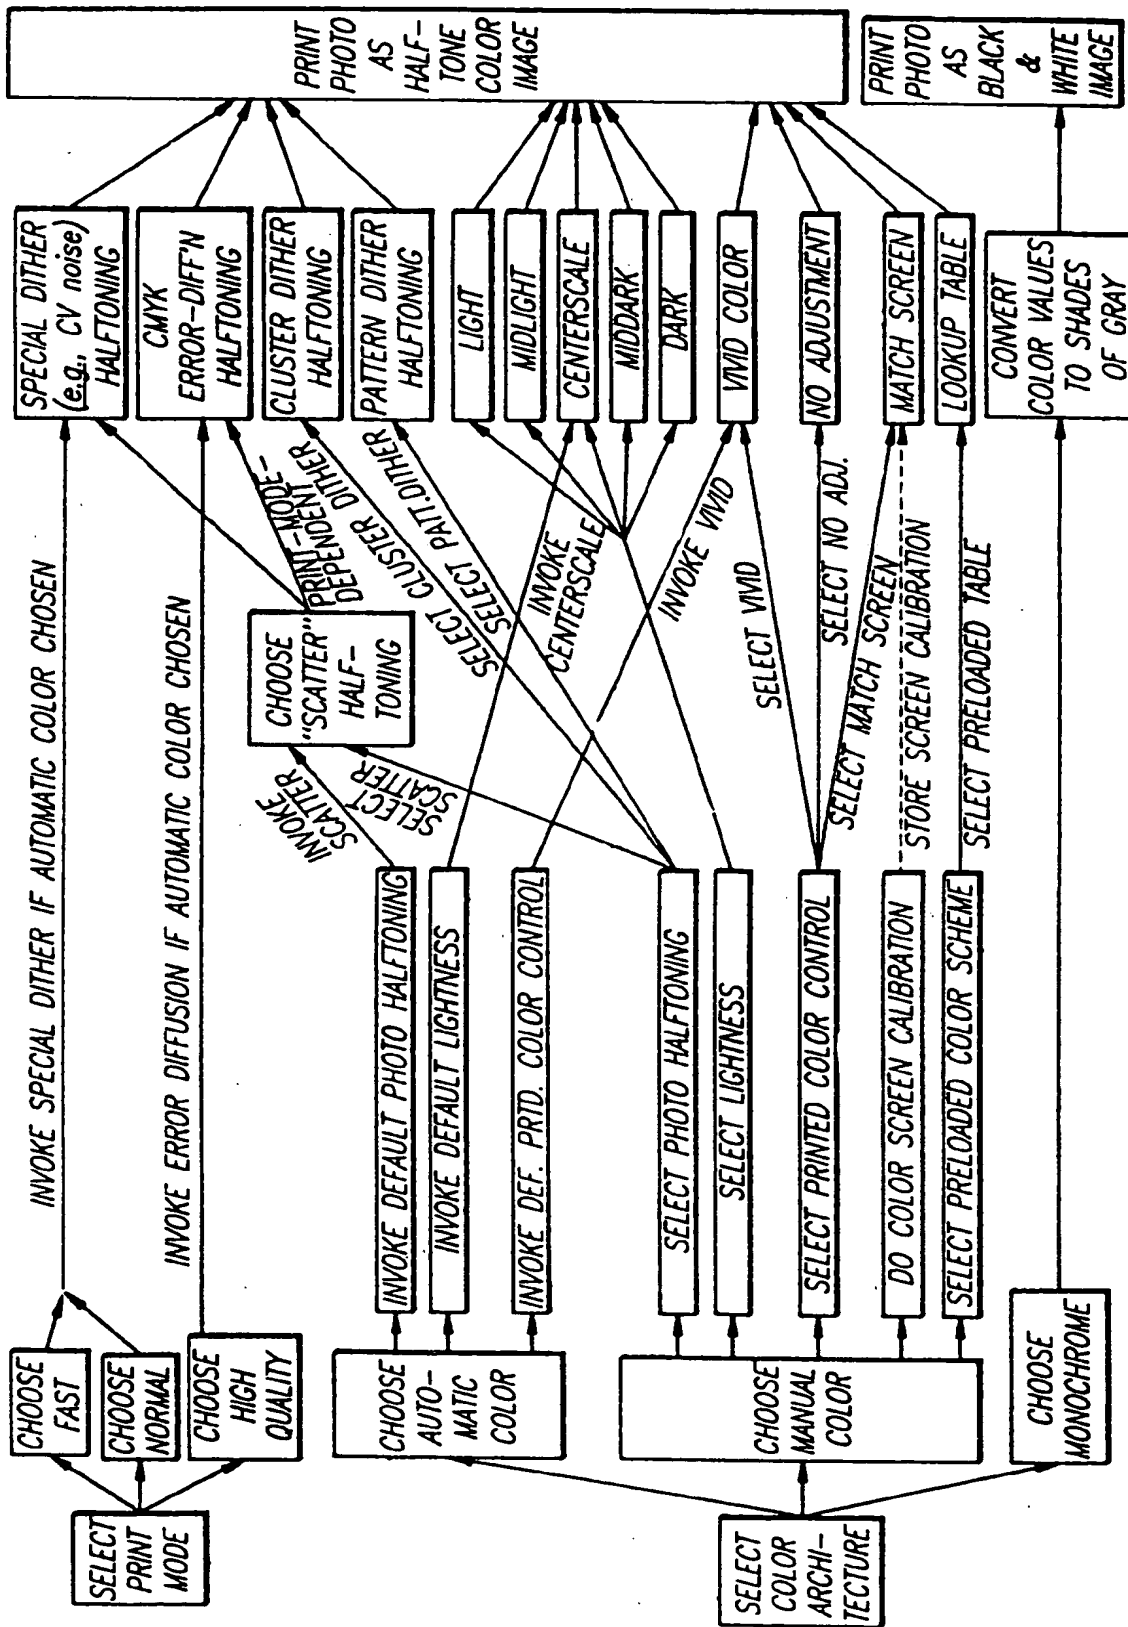 SELECT
PRINT
MODE
CHOOSE
FAST
CHOOSE
NORMAL
CHOOSE
HIGH
QUALITY
INVOKE SPECIAL DITHER IF AUTOMATIC COLOR CHOSEN
INVOKE ERROR DIFFUSION IF AUTOMATIC COLOR CHOSEN
SELECT
COLOR
ARCHI-
TECTURE
CHOOSE
AUTO-
MATIC
COLOR
CHOOSE
MANUAL
COLOR
CHOOSE
MONOCHROME
INVOKE DEFAULT PHOTO HALFTONING
INVOKE DEFAULT LIGHTNESS
INVOKE DEF. PRTD. COLOR CONTROL
SELECT PHOTO HALFTONING
SELECT LIGHTNESS
SELECT PRINTED COLOR CONTROL
DO COLOR SCREEN CALIBRATION
SELECT PRELOADED COLOR SCHEME
INVOKE
SCATTER
SELECT
SCATTER
CHOOSE
"SCATTER"
HALF-
TONING
PRINT-MODE-
DEPENDENT
SELECT CLUSTER DITHER
SELECT PATT.DITHER
INVOKE
CENTERSCALE
INVOKE VIVID
SELECT VIVID
SELECT NO ADJ.
SELECT MATCH SCREEN
STORE SCREEN CALIBRATION
SELECT PRELOADED TABLE
SPECIAL DITHER
(e.g., CV noise)
HALFTONING
CMYK
ERROR-DIFF'N
HALFTONING
CLUSTER DITHER
HALFTONING
PATTERN DITHER
HALFTONING
LIGHT
MIDLIGHT
CENTERSCALE
MIDDARK
DARK
VIVID COLOR
NO ADJUSTMENT
MATCH SCREEN
LOOKUP TABLE
CONVERT
COLOR VALUES
TO SHADES
OF GRAY
PRINT
PHOTO
AS
HALF-
TONE
COLOR
IMAGE
PRINT
PHOTO
AS
BLACK
&
WHITE
IMAGE